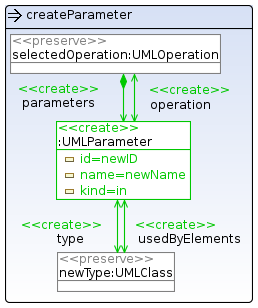 createParameter
<<preserve>>
selectedOperation:UMLOperation
<<create>> <<create>>
parameters operation
<<create>>
:UMLParameter
id=newID
name=newName
kind=in
<<create>> <<create>>
type usedByElements
<<preserve>>
newType:UMLClass